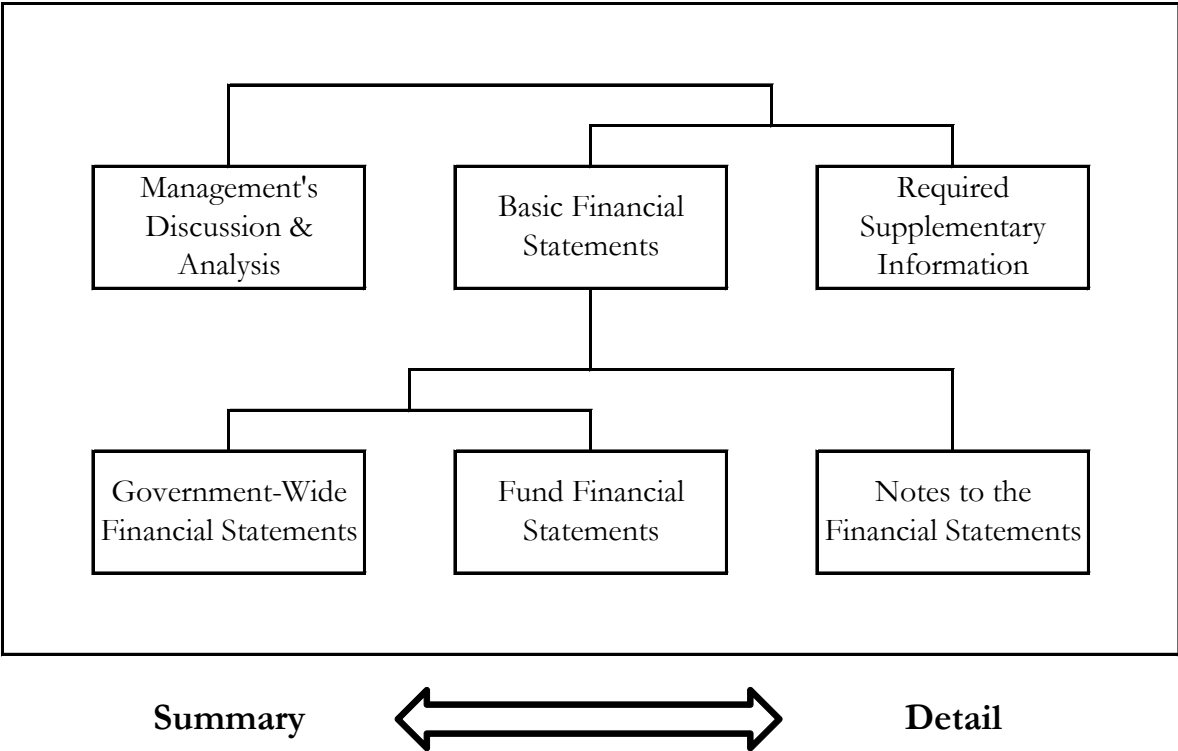 Management's
Discussion &
Analysis
Basic Financial
Statements
Required
Supplementary
Information
Government-Wide
Financial Statements
Fund Financial
Statements
Notes to the
Financial Statements
Summary
Detail